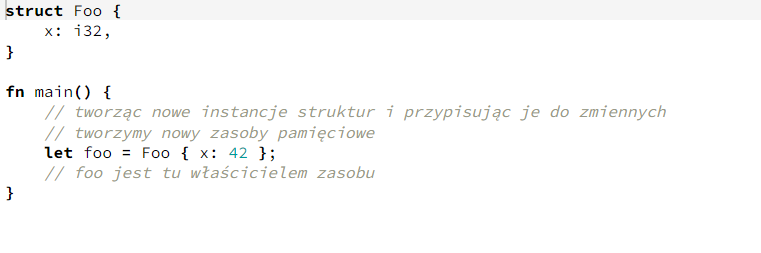 struct Foo {
    x: i32,
}

fn main() {
    // tworząc nowe instancje struktur i przypisując je do zmiennych
    // tworzymy nowy zasoby pamięciowe
    let foo = Foo { x: 42 };
    // foo jest tu właścicielem zasobu
}